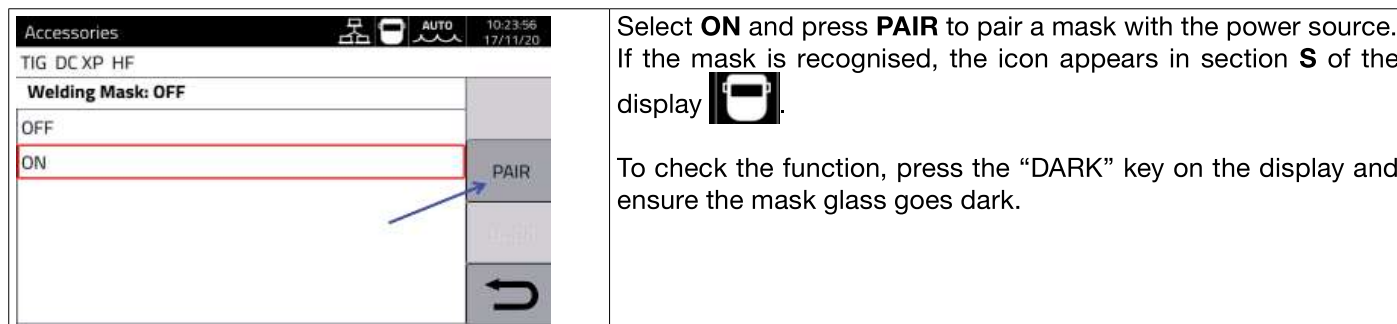 Accessories
AUTO
10:23:56
17/11/20
TIG DC XP HF
Welding Mask: OFF
OFF
ON
PAIR
Select ON and press PAIR to pair a mask with the power source.
If the mask is recognised, the icon appears in section S of the
display .
To check the function, press the “DARK” key on the display and
ensure the mask glass goes dark.